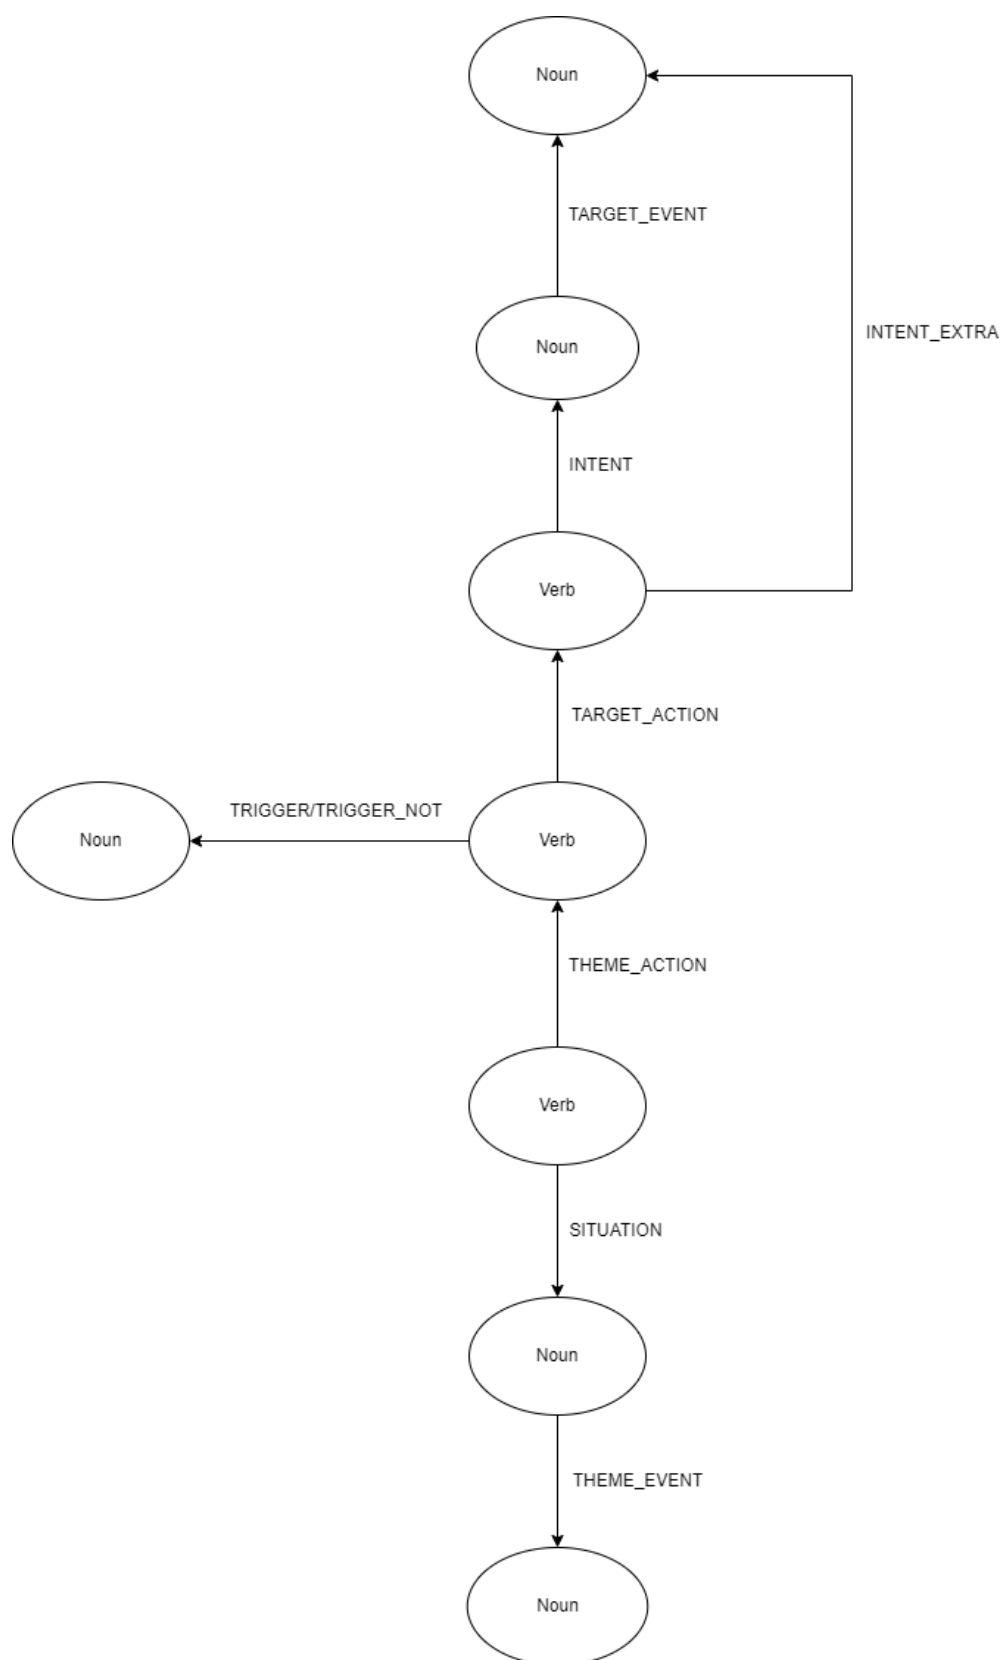 Noun
TARGET_EVENT
Noun
INTENT_EXTRA
INTENT
Verb
TARGET_ACTION
TRIGGER/TRIGGER_NOT
Noun
Verb
THEME_ACTION
Verb
SITUATION
Noun
THEME_EVENT
Noun